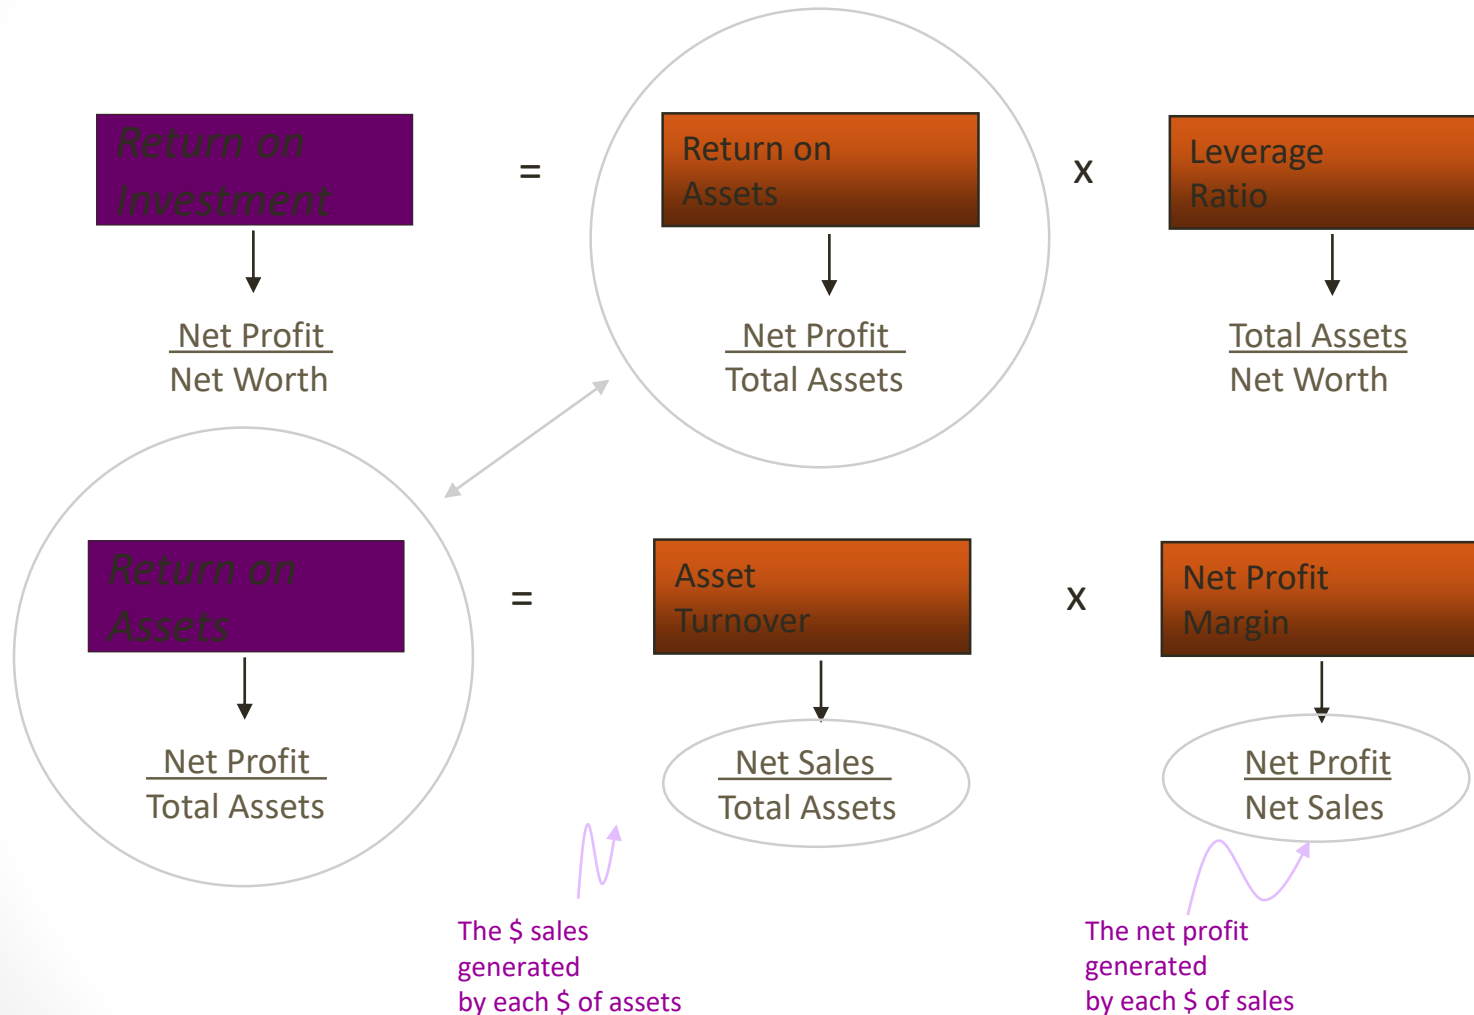 Return on
Investment
=
Return on
Assets
x
Leverage
Ratio
Net Profit
Net Worth
Net Profit
Total Assets
Total Assets
Net Worth
Return on
Assets
=
Asset
Turnover
x
Net Profit
Margin
Net Profit
Total Assets
Net Sales
Total Assets
Net Profit
Net Sales
The $ sales
generated
by each $ of assets
The net profit
generated
by each $ of sales